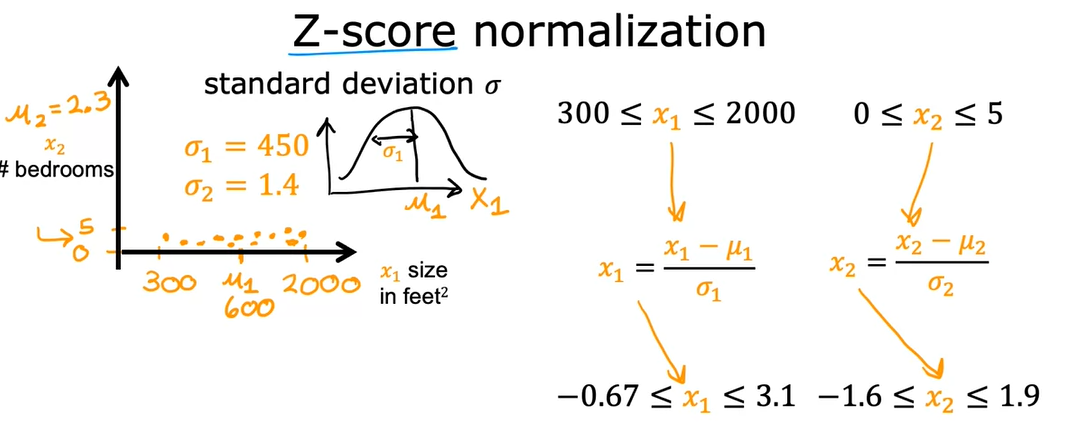 Z-score normalization
standard deviation σ
μ₂ = 2.3
x₂
# bedrooms
σ₁ = 450
σ₂ = 1.4
σ₁
μ₁ x₁
5
0
300 μ₁ 2000
600
x₁ size
in feet²
300 ≤ x₁ ≤ 2000
0 ≤ x₂ ≤ 5
x₁ = (x₁ − μ₁) / σ₁
x₂ = (x₂ − μ₂) / σ₂
−0.67 ≤ x₁ ≤ 3.1
−1.6 ≤ x₂ ≤ 1.9